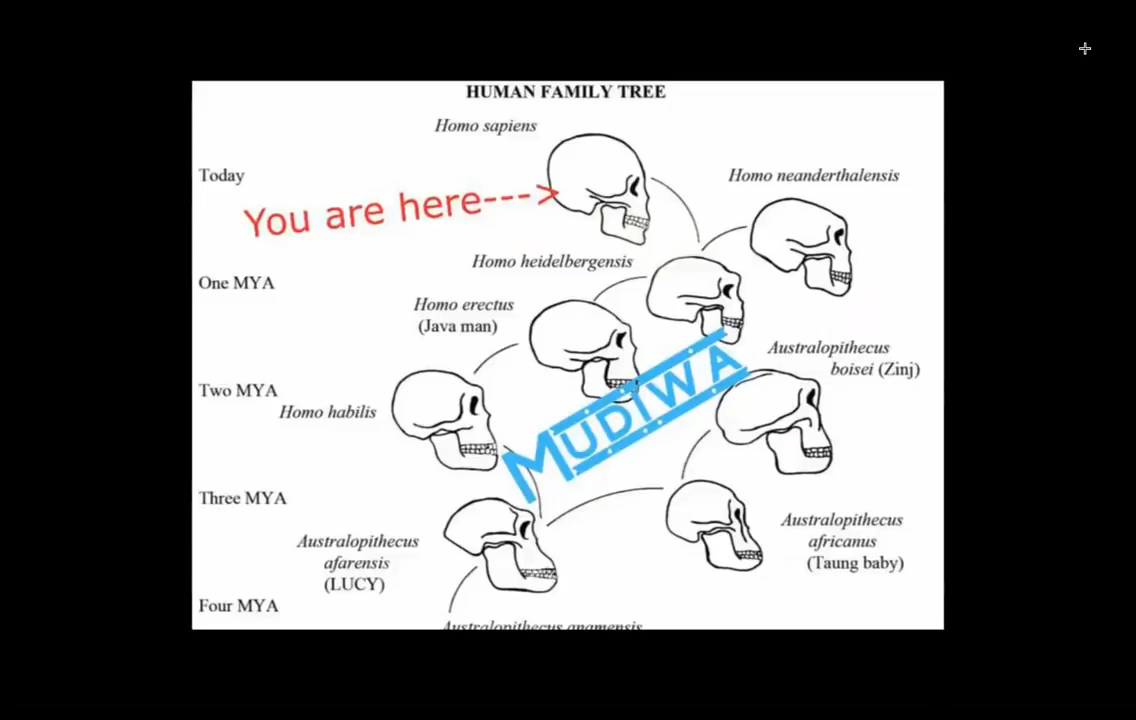 HUMAN FAMILY TREE
Homo sapiens
Today
Homo neanderthalensis
You are here--->
Homo heidelbergensis
One MYA
Homo erectus
(Java man)
Australopithecus
boisei (Zinj)
Two MYA
Homo habilis
MUDIWA
Three MYA
Australopithecus
africanus
(Taung baby)
Australopithecus
afarensis
(LUCY)
Four MYA
Australopithecus anamensis